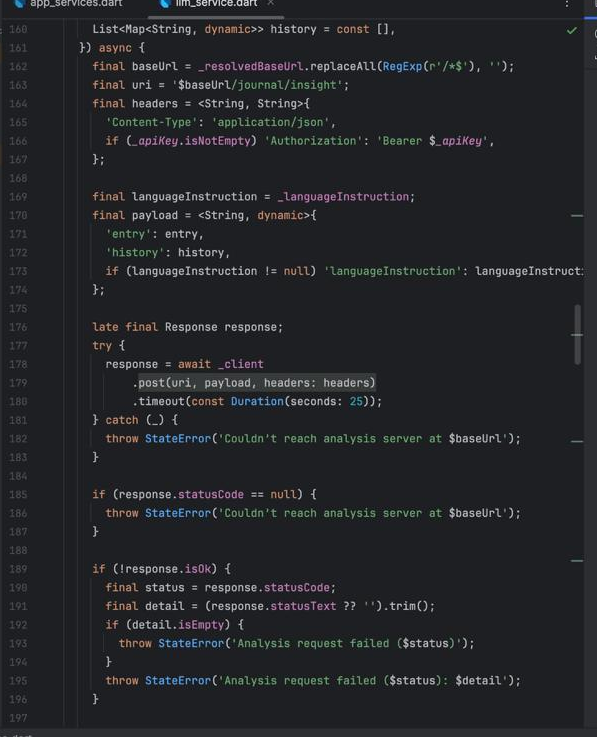 app_services.dart llm_service.dart
160 List<Map<String, dynamic>> history = const [],
161 }) async {
162 final baseUrl = _resolvedBaseUrl.replaceAll(RegExp(r'/*$'), '');
163 final uri = '$baseUrl/journal/insight';
164 final headers = <String, String>{
165 'Content-Type': 'application/json',
166 if (_apiKey.isNotEmpty) 'Authorization': 'Bearer $_apiKey',
167 };
168
169 final languageInstruction = _languageInstruction;
170 final payload = <String, dynamic>{
171 'entry': entry,
172 'history': history,
173 if (languageInstruction != null) 'languageInstruction': languageInstruct
174 };
175
176 late final Response response;
177 try {
178 response = await _client
179 .post(uri, payload, headers: headers)
180 .timeout(const Duration(seconds: 25));
181 } catch (_) {
182 throw StateError('Couldn't reach analysis server at $baseUrl');
183 }
184
185 if (response.statusCode == null) {
186 throw StateError('Couldn't reach analysis server at $baseUrl');
187 }
188
189 if (!response.isOk) {
190 final status = response.statusCode;
191 final detail = (response.statusText ?? '').trim();
192 if (detail.isEmpty) {
193 throw StateError('Analysis request failed ($status)');
194 }
195 throw StateError('Analysis request failed ($status): $detail');
196 }
197